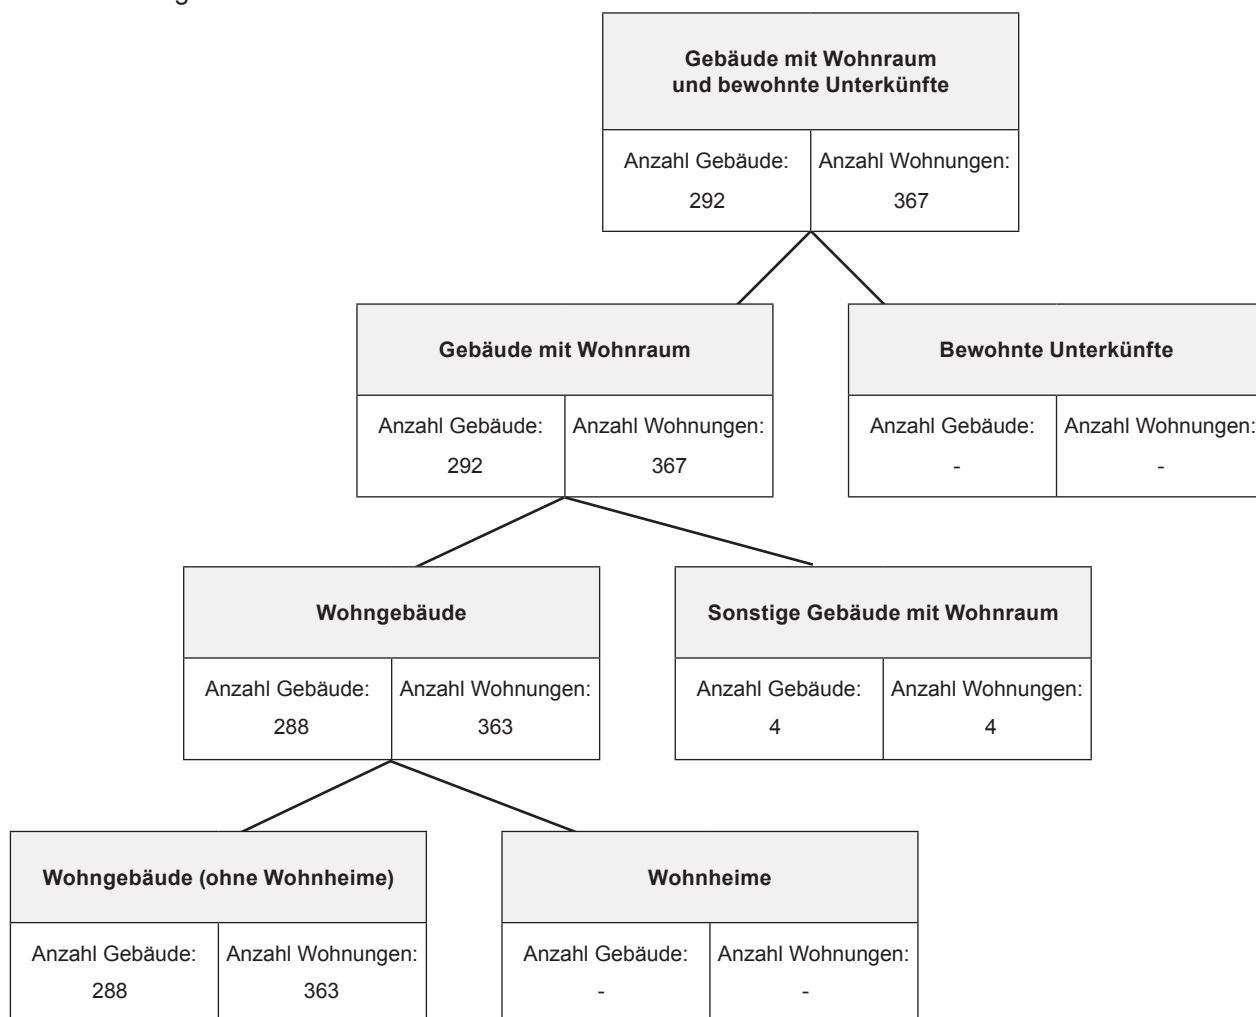 Gebäude mit Wohnraum
und bewohnte Unterkünfte
Anzahl Gebäude: Anzahl Wohnungen:
292 367
Gebäude mit Wohnraum Bewohnte Unterkünfte
Anzahl Gebäude: Anzahl Wohnungen: Anzahl Gebäude: Anzahl Wohnungen:
292 367 - -
Wohngebäude Sonstige Gebäude mit Wohnraum
Anzahl Gebäude: Anzahl Wohnungen: Anzahl Gebäude: Anzahl Wohnungen:
288 363 4 4
Wohngebäude (ohne Wohnheime) Wohnheime
Anzahl Gebäude: Anzahl Wohnungen: Anzahl Gebäude: Anzahl Wohnungen:
288 363 - -